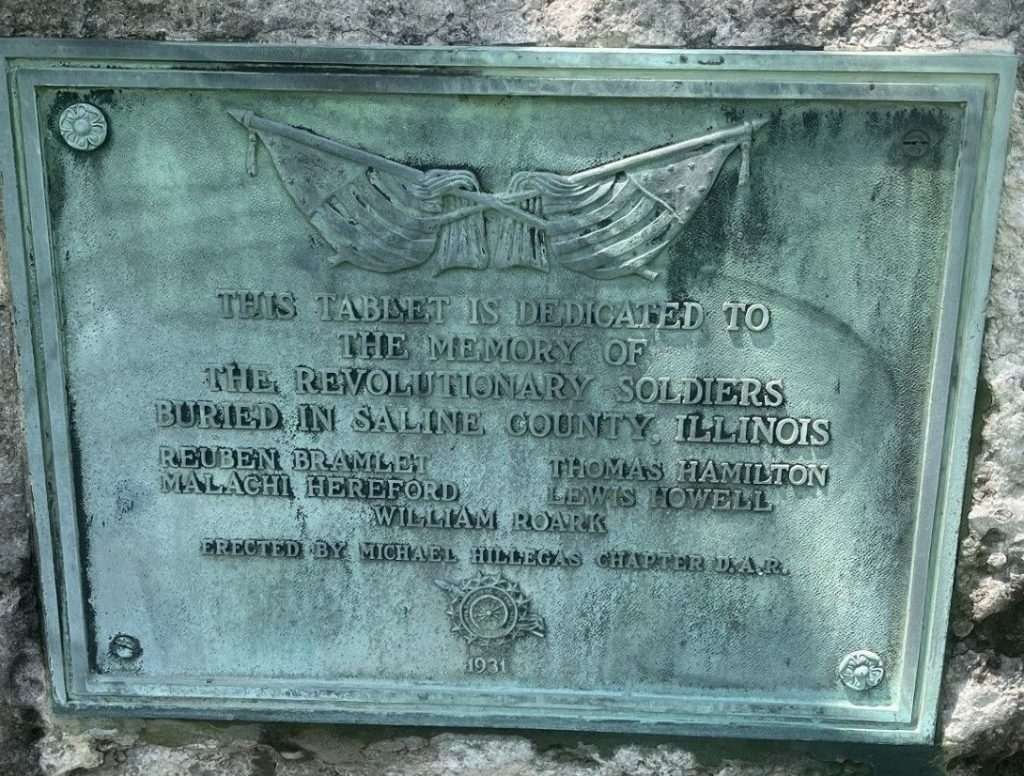 THIS TABLET IS DEDICATED TO
THE MEMORY OF
THE REVOLUTIONARY SOLDIERS
BURIED IN SALINE COUNTY, ILLINOIS
REUBEN BRAMLET THOMAS HAMILTON
MALACHI HEREFORD LEWIS HOWELL
WILLIAM ROARK
ERECTED BY MICHAEL HILLEGAS CHAPTER D.A.R.
1931